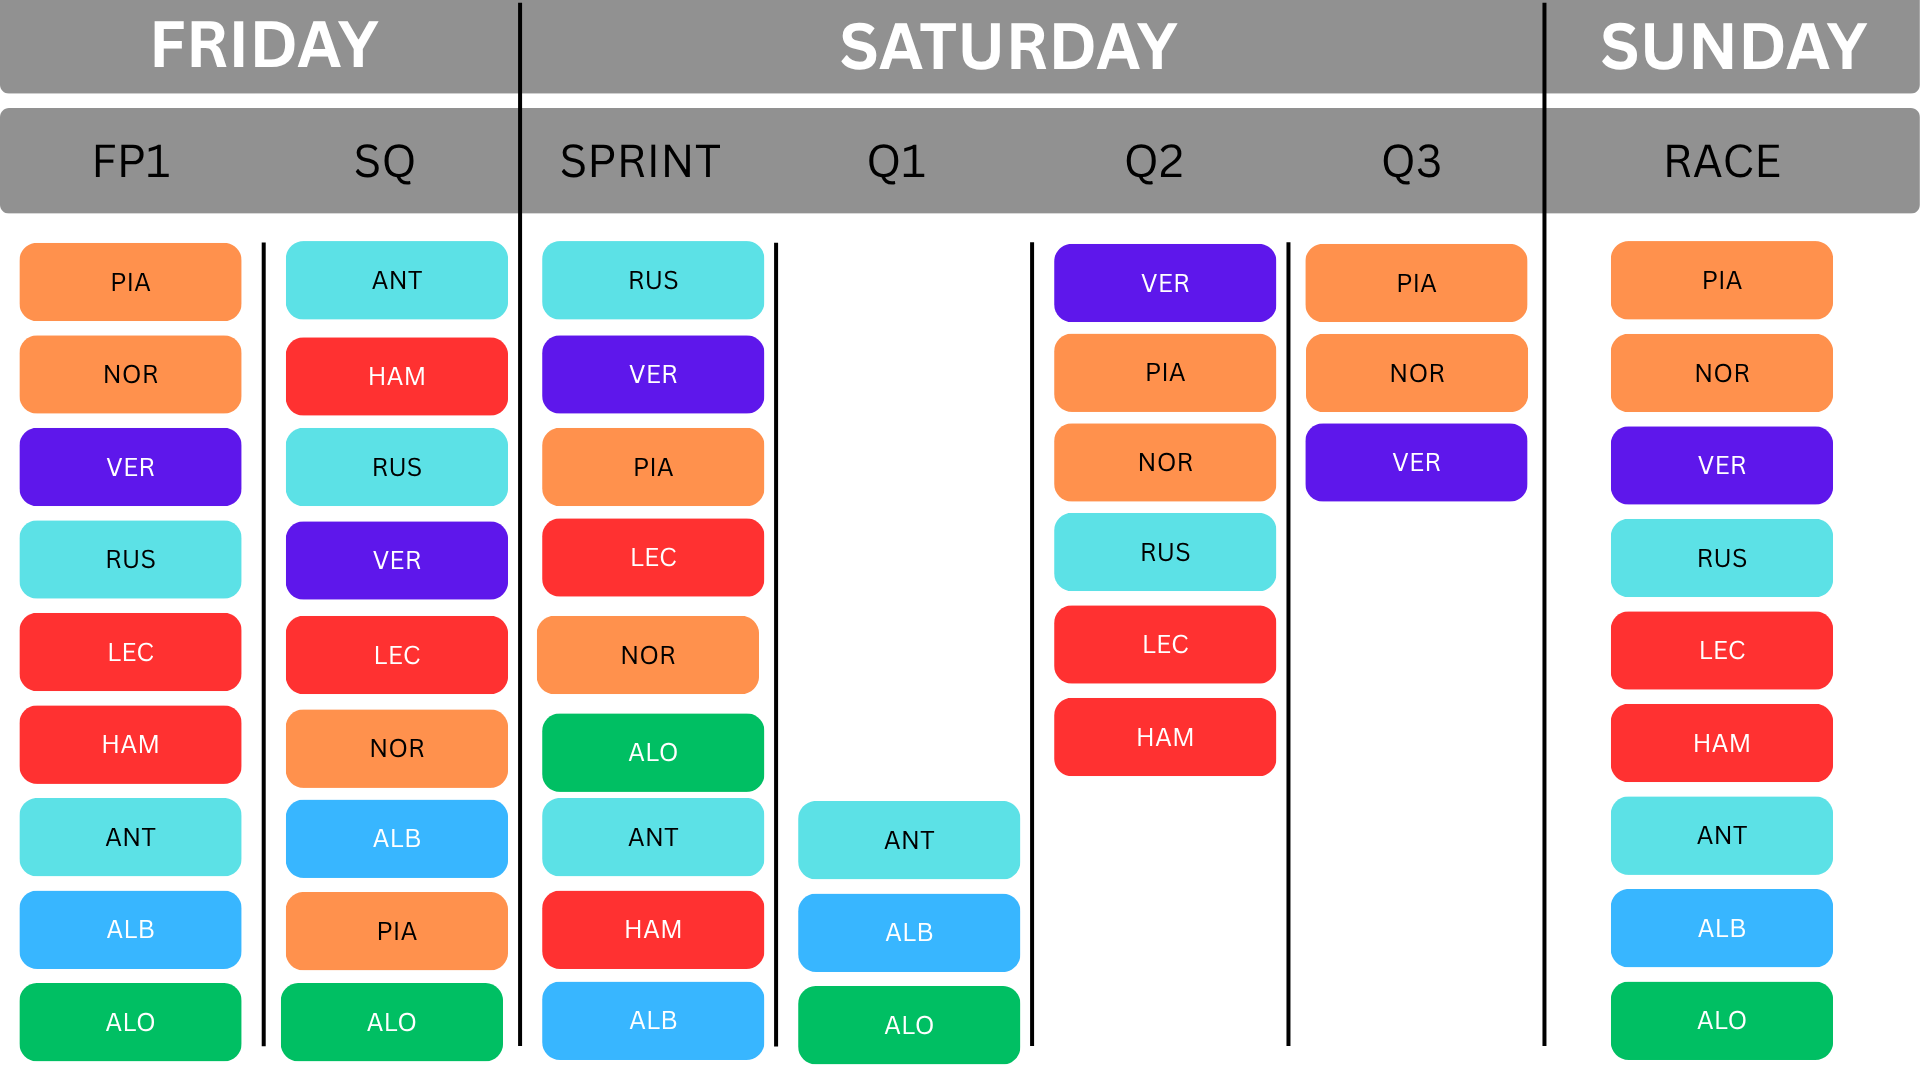 FRIDAY SATURDAY SUNDAY
FP1 SQ SPRINT Q1 Q2 Q3 RACE
PIA ANT RUS VER PIA PIA
NOR HAM VER PIA NOR NOR
VER RUS PIA NOR VER VER
RUS VER LEC RUS RUS
LEC LEC NOR LEC LEC
HAM NOR ALO HAM HAM
ANT ALB ANT ANT ANT
ALB PIA HAM ALB ALB
ALO ALO ALB ALO ALO